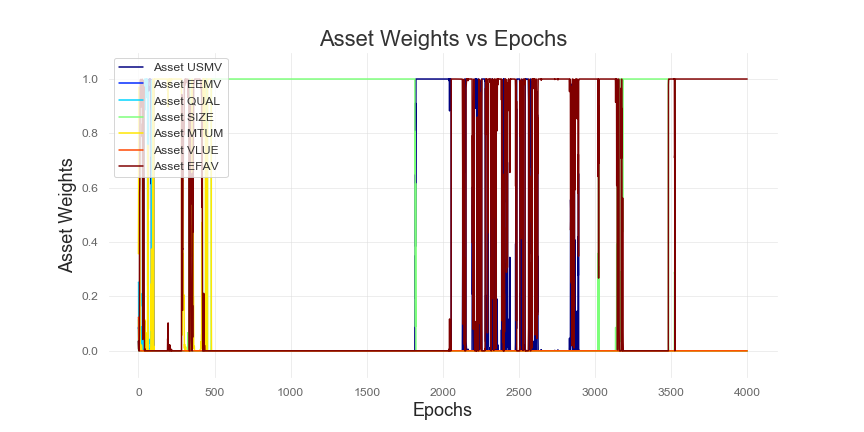 Asset Weights vs Epochs
Asset USMV
Asset EEMV
Asset QUAL
Asset SIZE
Asset MTUM
Asset VLUE
Asset EFAV
1.0
0.8
0.6
0.4
0.2
0.0
Asset Weights
0 500 1000 1500 2000 2500 3000 3500 4000
Epochs